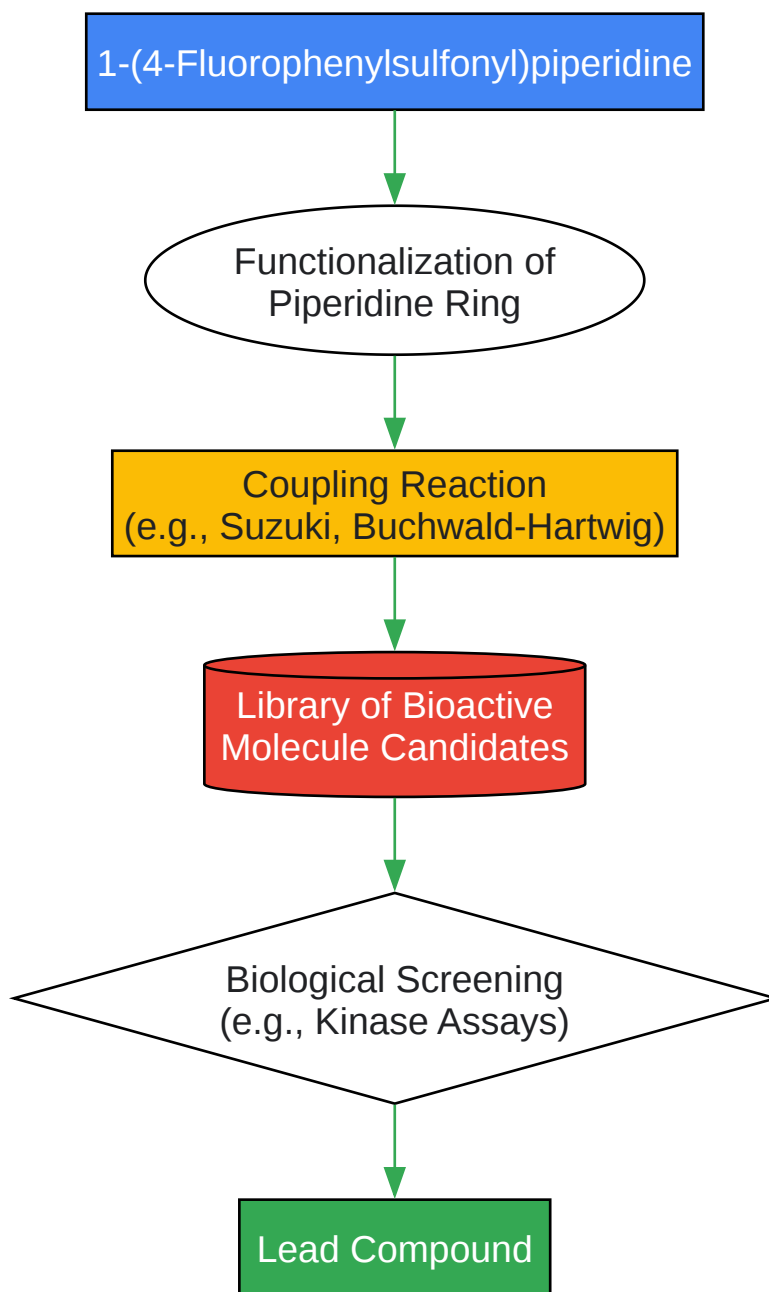 1-(4-Fluorophenylsulfonyl)piperidine
Functionalization of
Piperidine Ring
Coupling Reaction
(e.g., Suzuki, Buchwald-Hartwig)
Library of Bioactive
Molecule Candidates
Biological Screening
(e.g., Kinase Assays)
Lead Compound